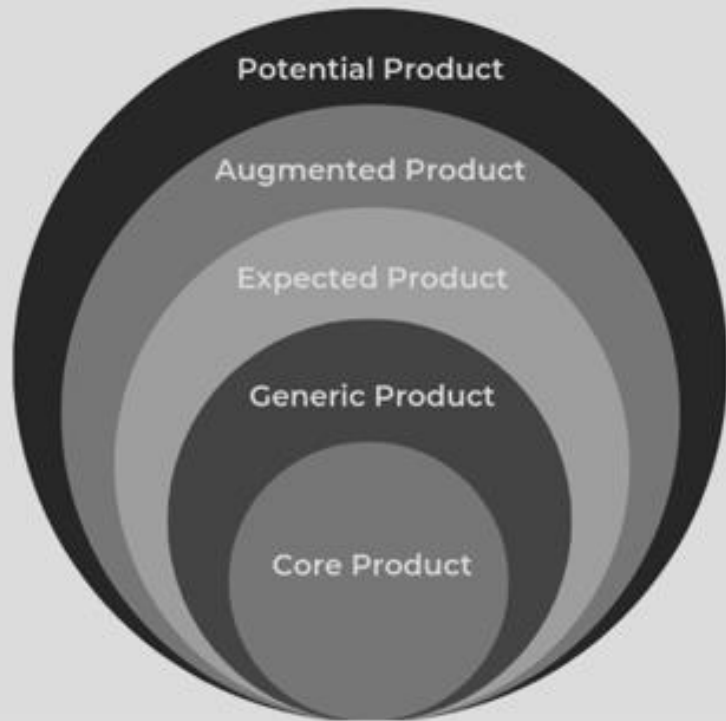 Potential Product
Augmented Product
Expected Product
Generic Product
Core Product